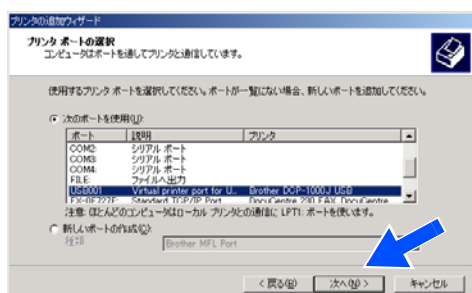 プリンタの追加ウィザード
プリンタ ポートの選択
コンピュータはポートを通してプリンタと通信しています。
使用するプリンタ ポートを選択してください。ポートが一覧にない場合、新しいポートを追加してください。
次のポートを使用(U):
ポート 説明 プリンタ
COM2: シリアル ポート
COM3: シリアル ポート
COM4: シリアル ポート
FILE: ファイルへ出力
USB001 Virtual printer port for U... Brother DCP-1000J USB
Standard TCP/IP Port DocuCentre 230 FAX, DocuCentre
注意: ほとんどのコンピュータはローカル プリンタとの通信に LPT1: ポートを使います。
新しいポートの作成(C):
種類:
Brother MFL Port
< 戻る(B)
次へ(N) >
キャンセル